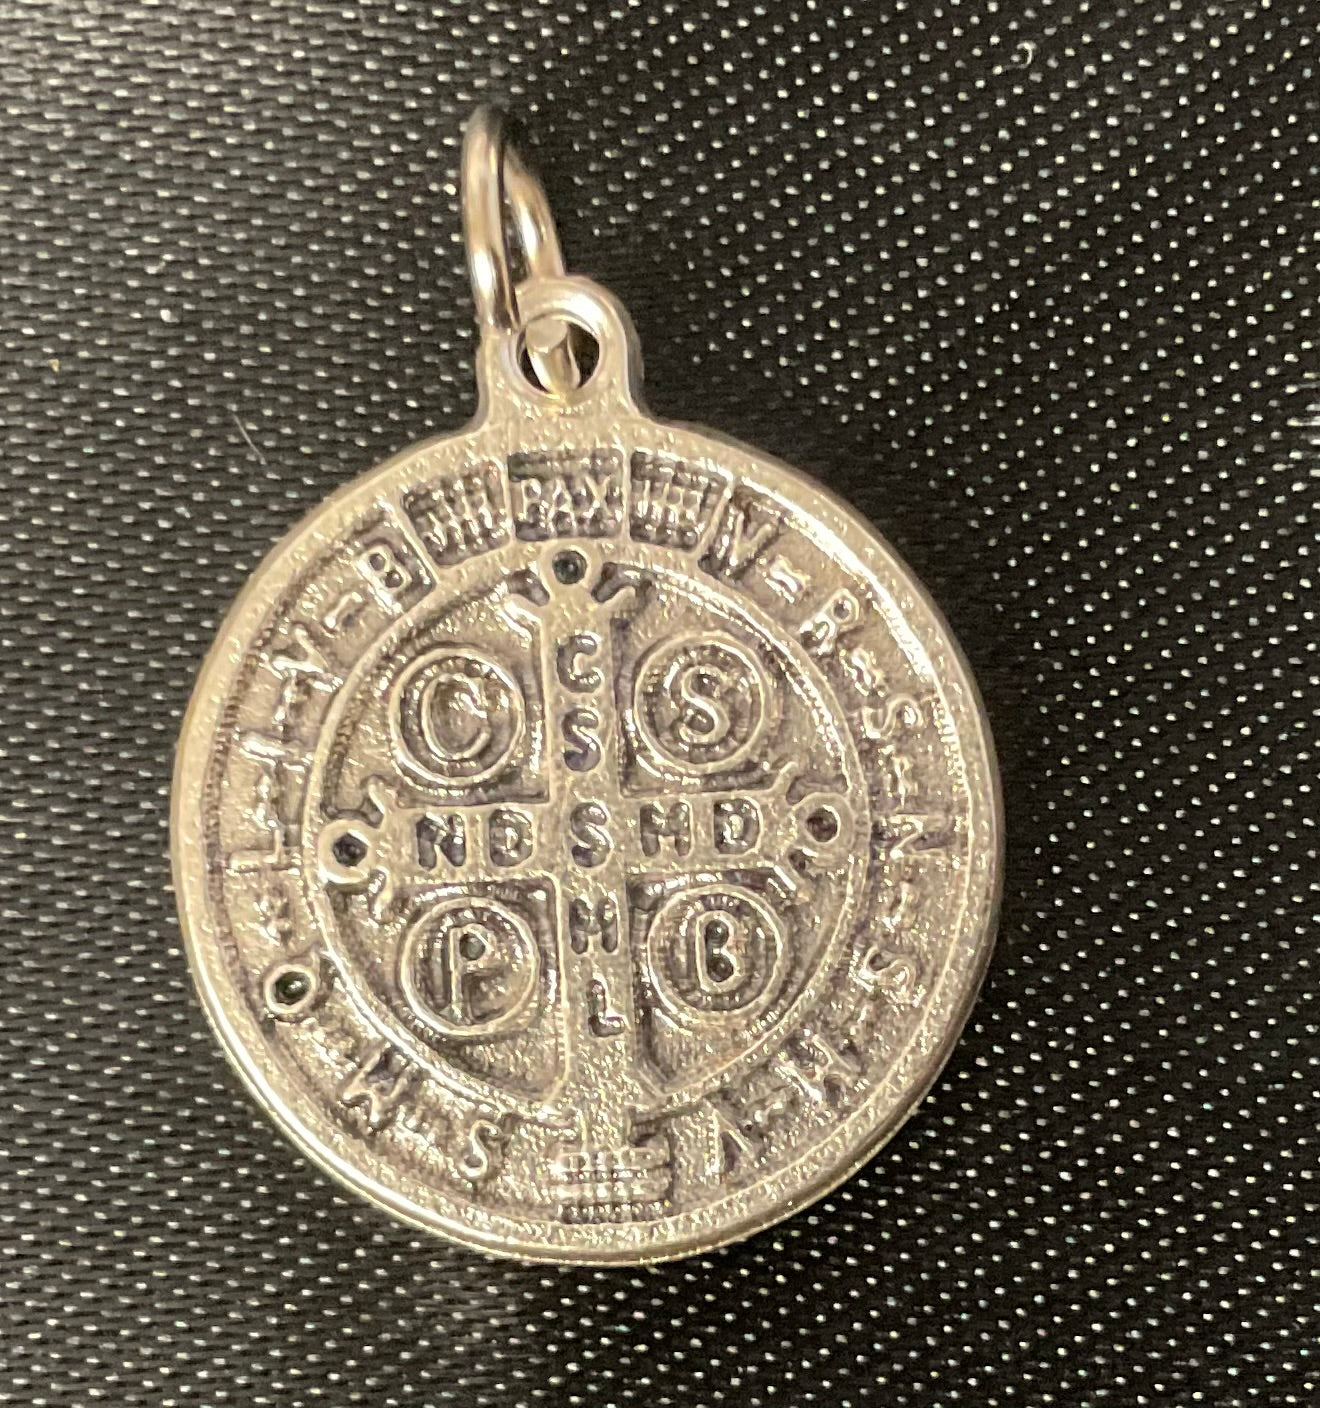 PAX
V-R-S-N-S-M-V
S-M-Q-L-I-V-B
C S
C
S
S
M
L
N D S M D
P B